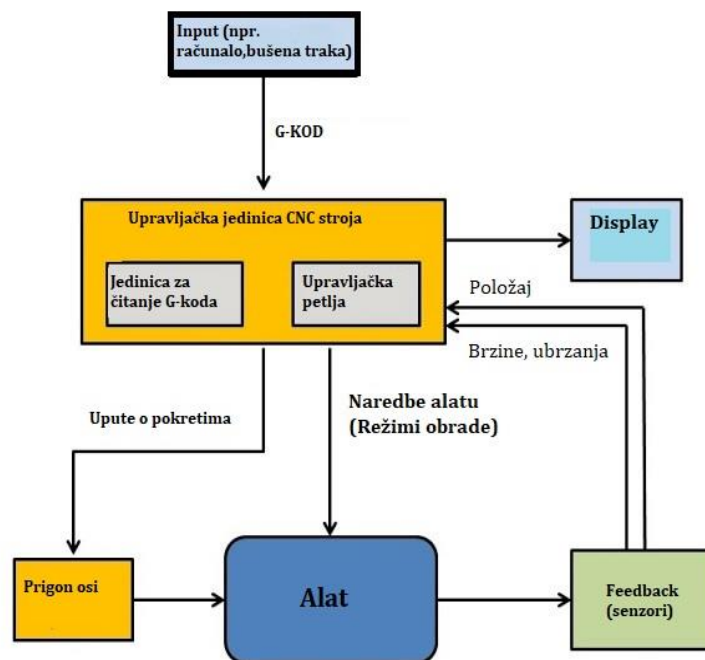 Input (npr.
računalo,bušena traka)
G-KOD
Upravljačka jedinica CNC stroja
Jedinica za
čitanje G-koda
Upravljačka
petlja
Display
Položaj
Brzine, ubrzanja
Naredbe alatu
(Režimi obrade)
Upute o pokretima
Prigon osi
Alat
Feedback
(senzori)